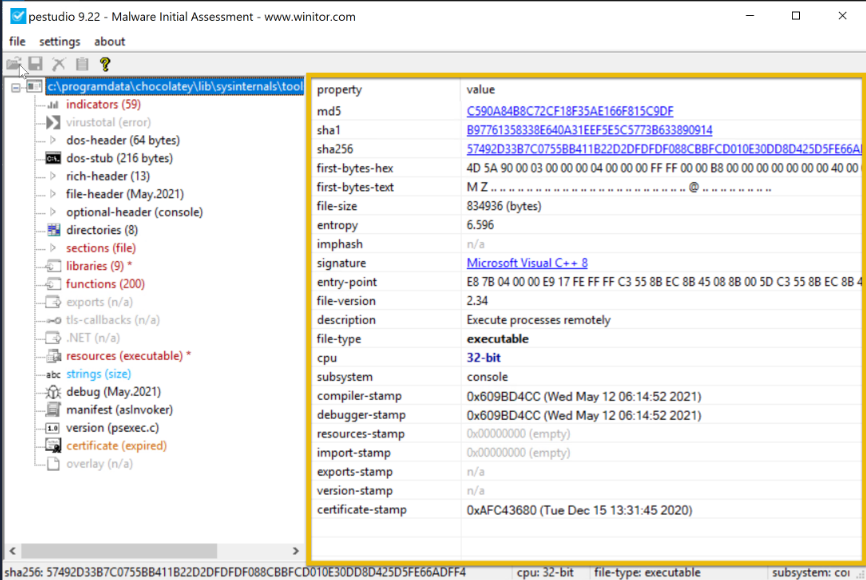 pestudio 9.22 - Malware Initial Assessment - www.winitor.com
file settings about
c:\programdata\chocolatey\lib\sysinternals\tool
indicators (59)
virustotal (error)
dos-header (64 bytes)
dos-stub (216 bytes)
rich-header (13)
file-header (May.2021)
optional-header (console)
directories (8)
sections (file)
libraries (9) *
functions (200)
exports (n/a)
tls-callbacks (n/a)
.NET (n/a)
resources (executable) *
abc strings (size)
debug (May.2021)
manifest (asInvoker)
1.0 version (psexec.c)
certificate (expired)
overlay (n/a)
property value
md5 C590A84B8C72CF18F35AE166F815C9DF
sha1 B97761358338E640A31EEF5E5C5773B633890914
sha256 57492D33B7C0755BB411B22D2DFDFDF088CBBFCD010E30DD8D425D5FE66AD
first-bytes-hex 4D 5A 90 00 03 00 00 00 04 00 00 00 FF FF 00 00 B8 00 00 00 00 00 00 00 40 00
first-bytes-text M Z .. .. .. .. .. .. .. .. .. .. .. .. .. .. .. .. .. .. .. .. @ .. .. .. .. .. .. ..
file-size 834936 (bytes)
entropy 6.596
imphash n/a
signature Microsoft Visual C++ 8
entry-point E8 7B 04 00 00 E9 17 FE FF FF C3 55 8B EC 8B 45 08 8B 00 5D C3 55 8B EC 8B 4
file-version 2.34
description Execute processes remotely
file-type executable
cpu 32-bit
subsystem console
compiler-stamp 0x609BD4CC (Wed May 12 06:14:52 2021)
debugger-stamp 0x609BD4CC (Wed May 12 06:14:52 2021)
resources-stamp 0x00000000 (empty)
import-stamp 0x00000000 (empty)
exports-stamp n/a
version-stamp n/a
certificate-stamp 0xAFC43680 (Tue Dec 15 13:31:45 2020)
sha256: 57492D33B7C0755BB411B22D2DFDFDF088CBBFCD010E30DD8D425D5FE66ADFF4 cpu: 32-bit file-type: executable subsystem: co